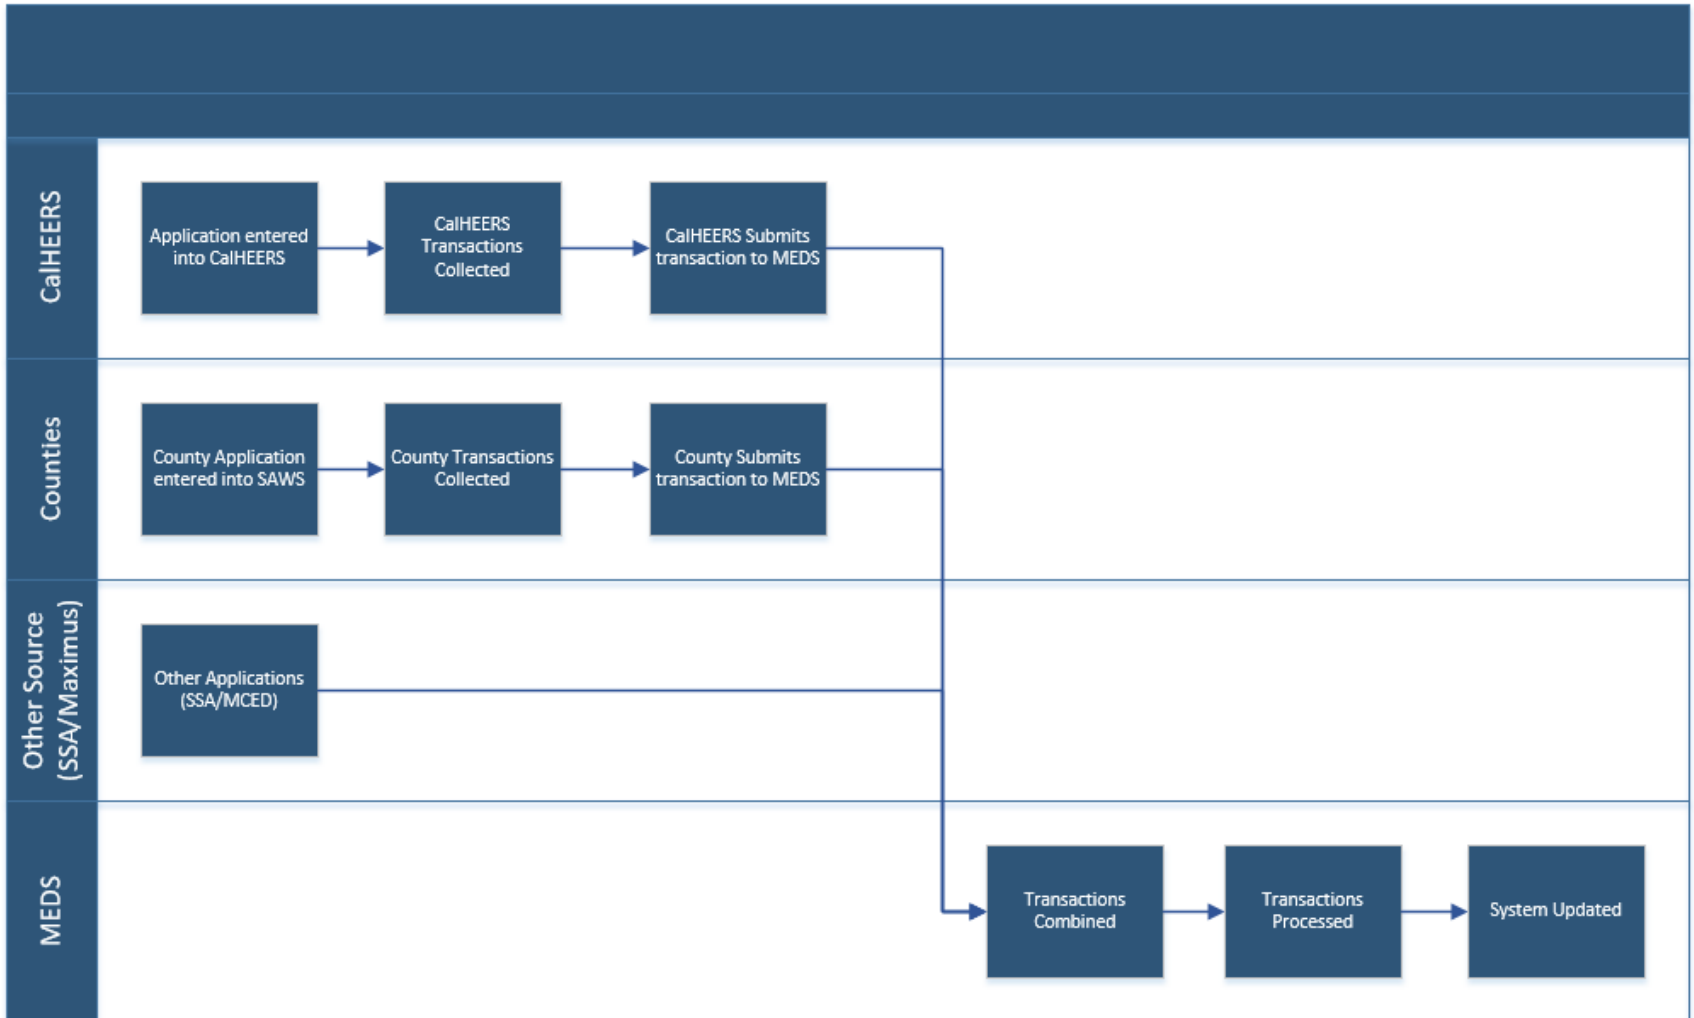 CalHEERS
Application entered
into CalHEERS
CalHEERS
Transactions
Collected
CalHEERS Submits
transaction to MEDS
Counties
County Application
entered into SAWS
County Transactions
Collected
County Submits
transaction to MEDS
Other Source
(SSA/Maximus)
Other Applications
(SSA/MCED)
MEDS
Transactions
Combined
Transactions
Processed
System Updated